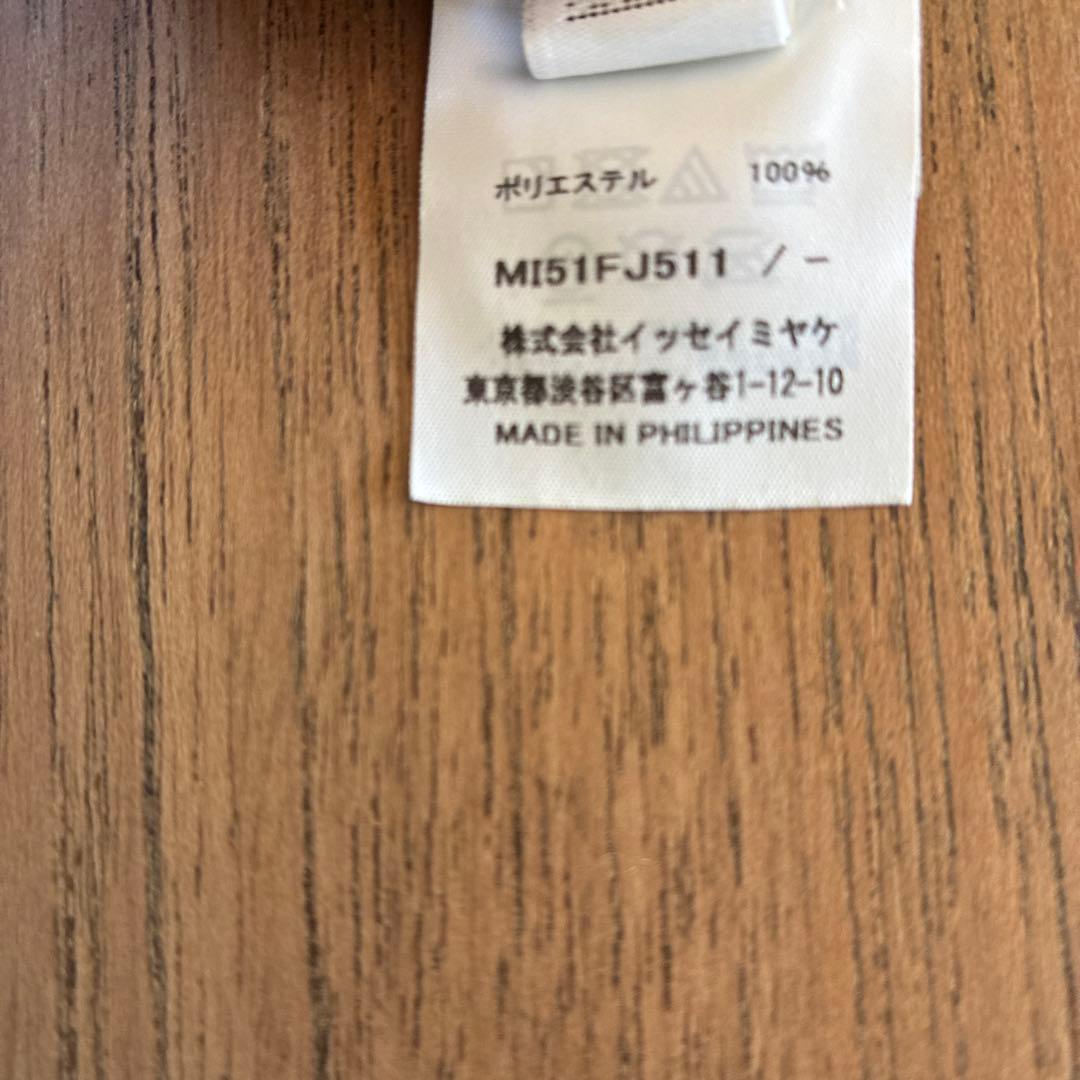 ポリエステル 100%
MI51FJ511 / -
株式会社イッセイミヤケ
東京都渋谷区富ヶ谷1-12-10
MADE IN PHILIPPINES